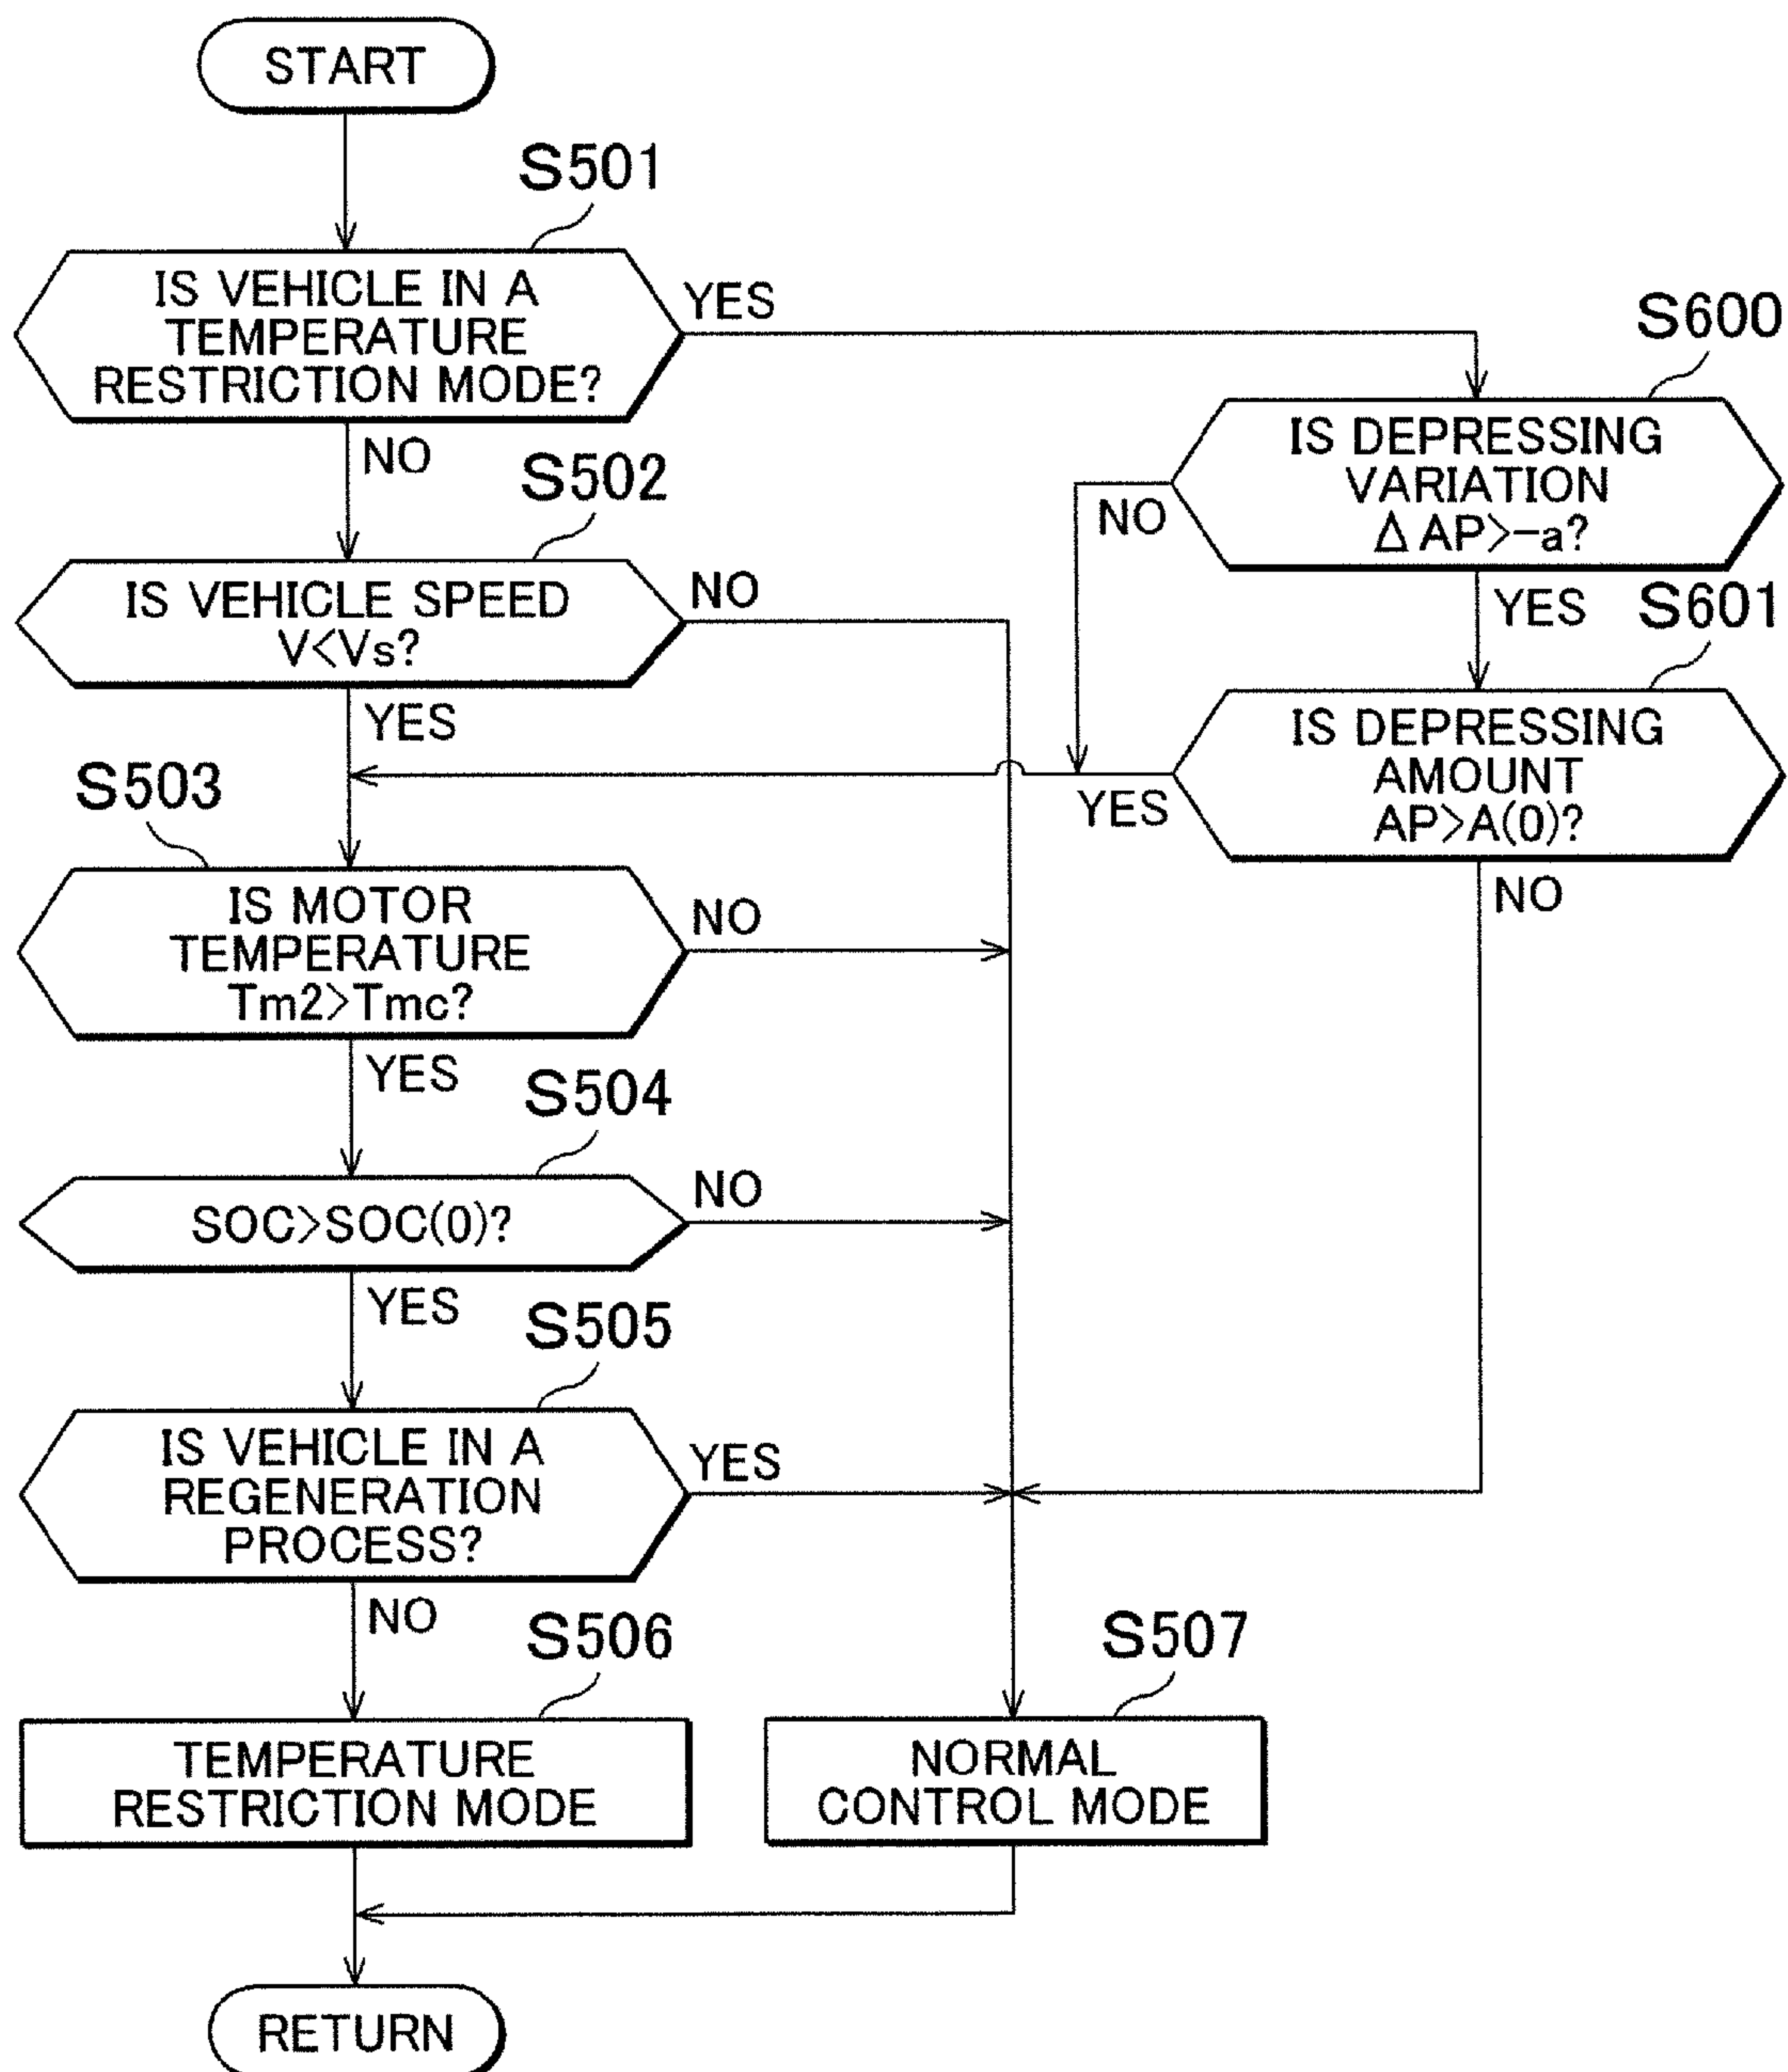 START
S501
IS VEHICLE IN A
TEMPERATURE
RESTRICTION MODE?
YES
NO
S600
IS DEPRESSING
VARIATION
Δ AP>-a?
NO
YES
S502
IS VEHICLE SPEED
V<Vs?
NO
YES
S601
IS DEPRESSING
AMOUNT
AP>A(0)?
YES
NO
S503
IS MOTOR
TEMPERATURE
Tm2>Tmc?
NO
YES
S504
SOC>SOC(0)?
NO
YES
S505
IS VEHICLE IN A
REGENERATION
PROCESS?
YES
NO
S506
TEMPERATURE
RESTRICTION MODE
S507
NORMAL
CONTROL MODE
RETURN